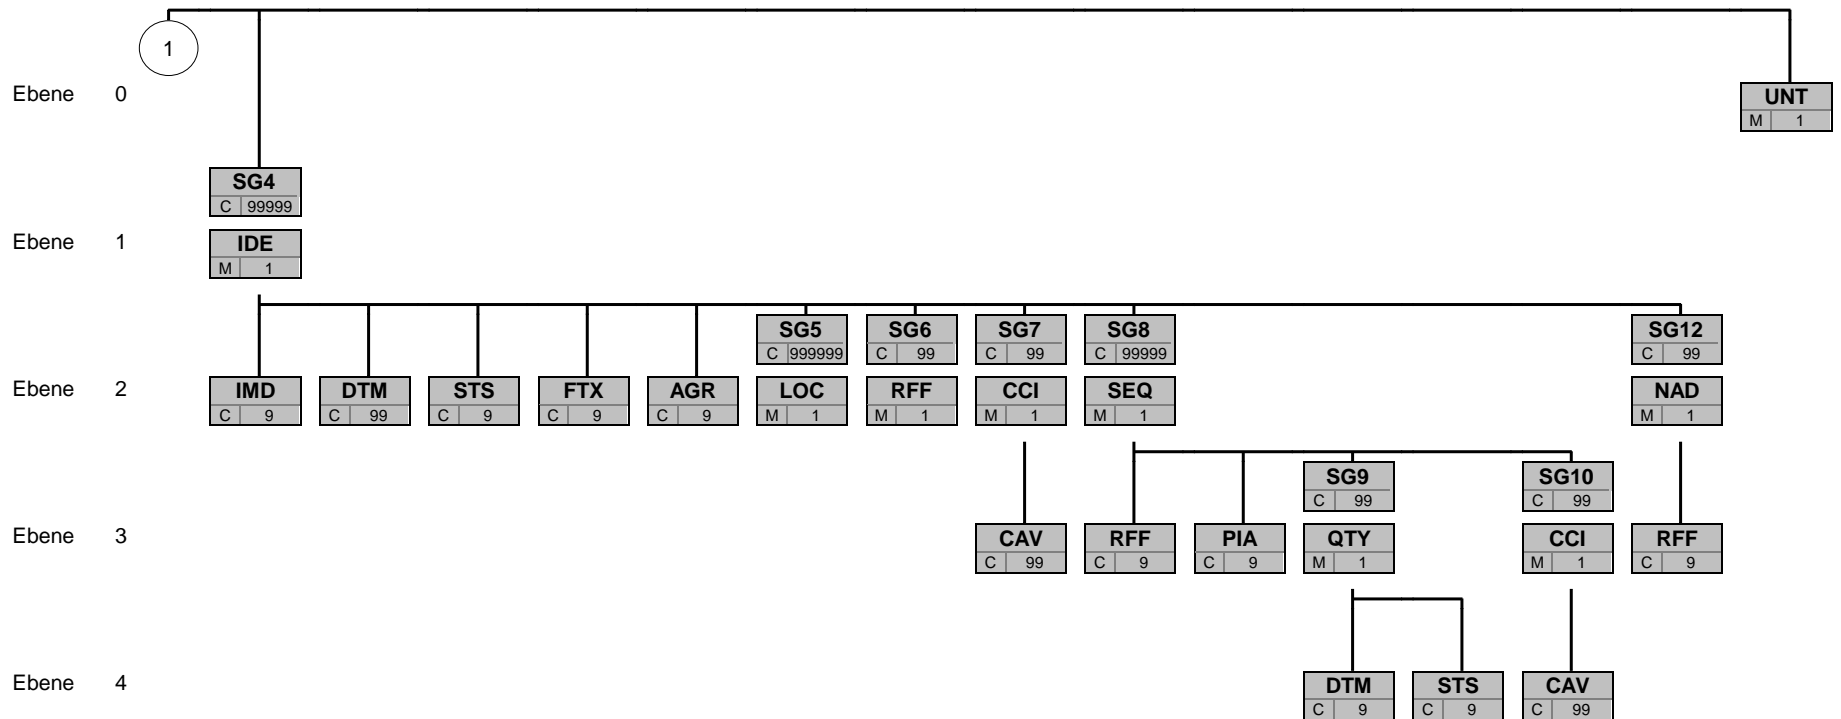 1
Ebene 0
UNT
M 1
SG4
C 99999
Ebene 1
IDE
M 1
SG5 SG6 SG7 SG8 SG12
C 999999 C 99 C 99 C 99999 C 99
Ebene 2
IMD DTM STS FTX AGR LOC RFF CCI SEQ NAD
C 9 C 99 C 9 C 9 C 9 M 1 M 1 M 1 M 1 M 1
SG9 SG10
C 99 C 99
Ebene 3
CAV RFF PIA QTY CCI RFF
C 99 C 9 C 9 M 1 M 1 C 9
Ebene 4
DTM STS CAV
C 9 C 9 C 99